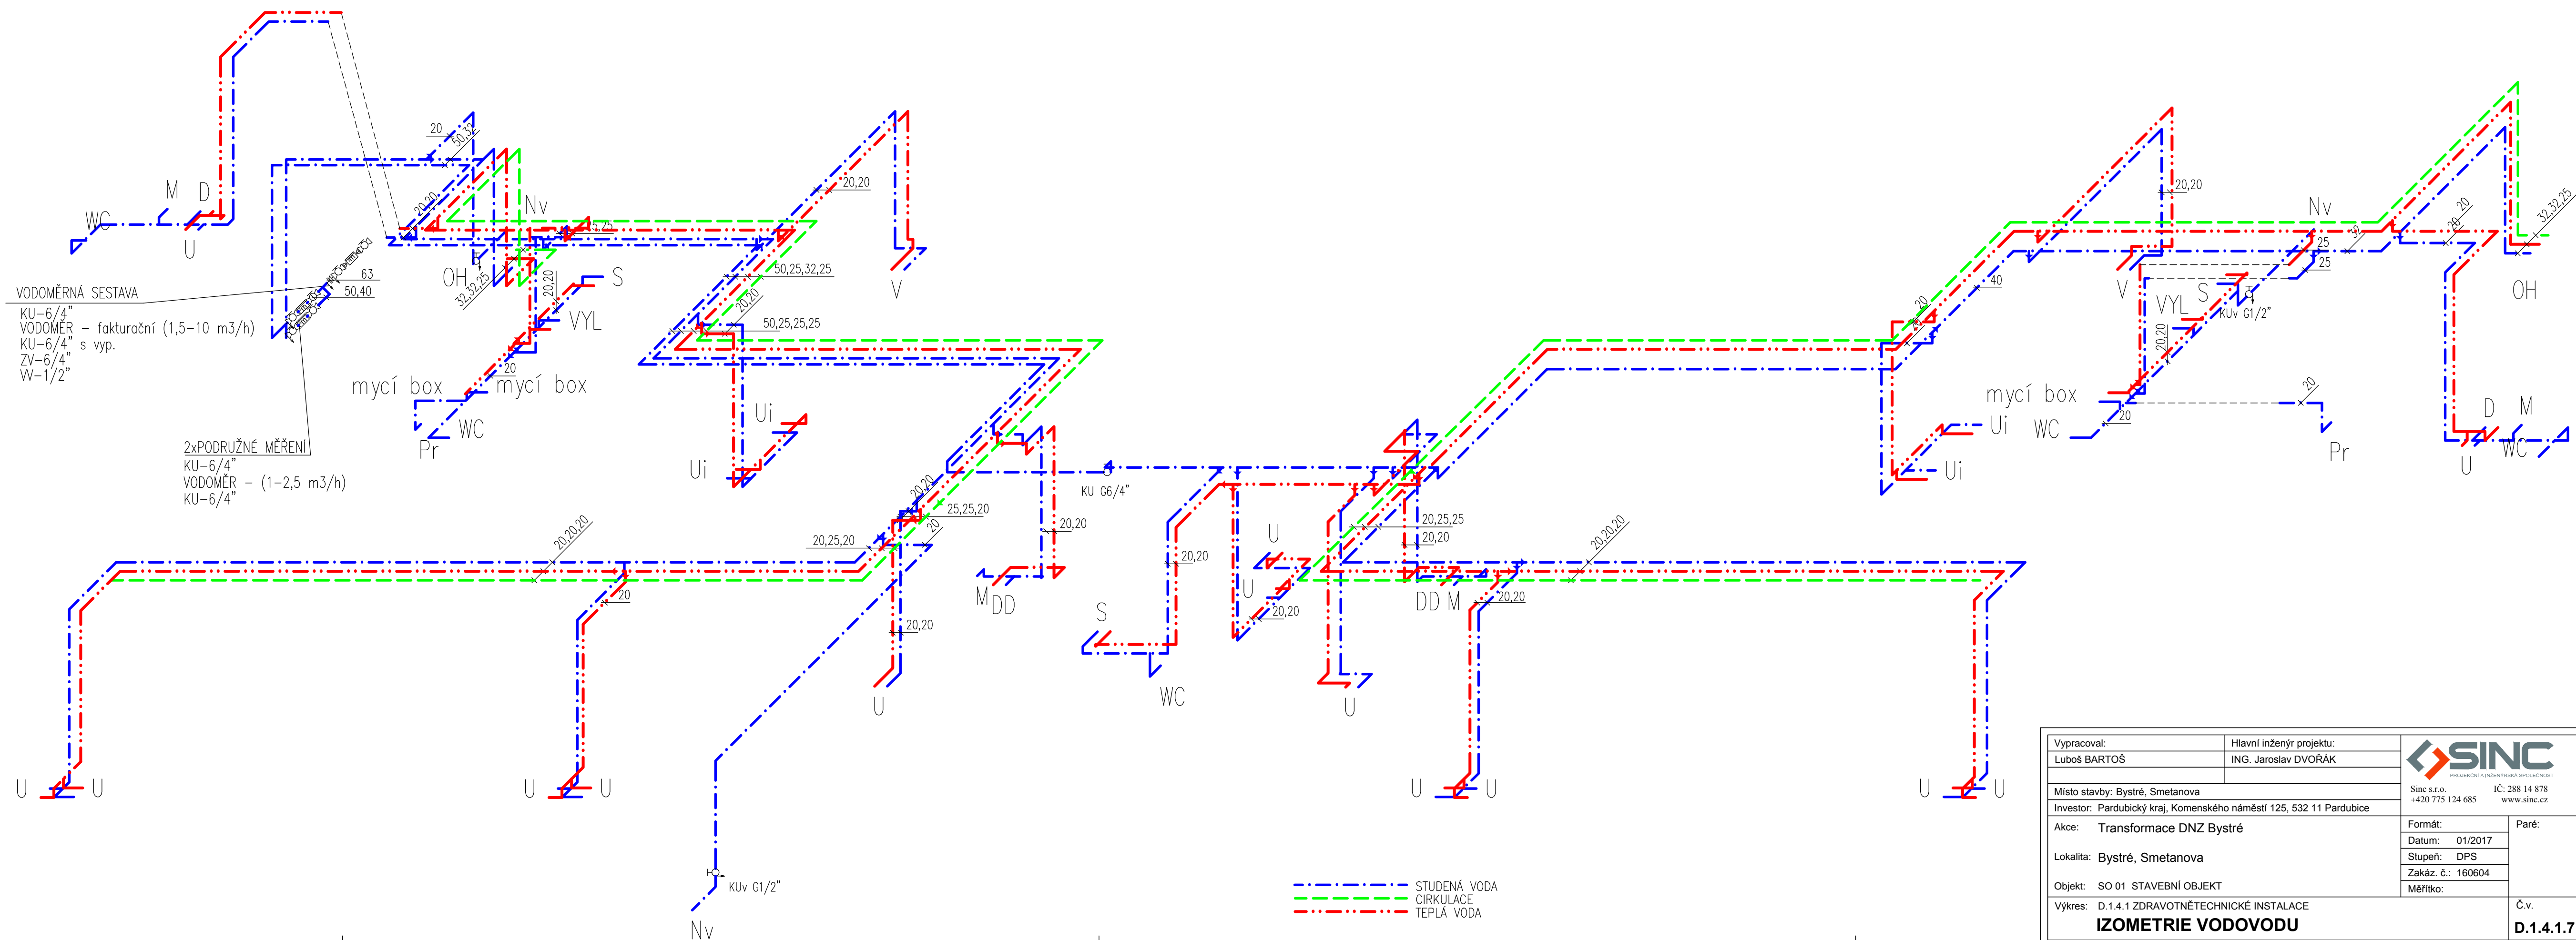 20
50,32
20,20
M D
WC
U
Nv
25,25
OH
32,32,25
20,20
S
VYL
20
mycí box
mycí box
WC
Pr
63
50,40
VODOMĚRNÁ SESTAVA
KU-6/4"
VODOMĚR - fakturační (1,5-10 m3/h)
KU-6/4" s vyp.
ZV-6/4"
VV-1/2"
2xPODRUŽNÉ MĚŘENÍ
KU-6/4"
VODOMĚR - (1-2,5 m3/h)
KU-6/4"
20,20
V
50,25,32,25
20,20
50,25,25,25
Ui
Ui
20,20
25,25,20
20
20,25,20
20,20,20
20
20,20
U
U U
U U
KUv G1/2"
Nv
20,20
M
DD
KU G6/4"
20,20
S
WC
U
U
20,20
U
20,25,25
20,20
DD M
20,20
20,20,20
U U
U U
20
20
40
Ui
Ui
20,20
Nv
25
32
25
20
20
32,32,25
OH
V
VYL
S
KUv G1/2"
20,20
mycí box
WC
20
20
Pr
D M
U
WC
STUDENÁ VODA
CIRKULACE
TEPLÁ VODA
Vypracoval:
Hlavní inženýr projektu:
Luboš BARTOŠ
ING. Jaroslav DVOŘÁK
SINC
PROJEKČNÍ A INŽENÝRSKÁ SPOLEČNOST
Sinc s.r.o. IČ: 288 14 878
+420 775 124 685 www.sinc.cz
Místo stavby: Bystré, Smetanova
Investor: Pardubický kraj, Komenského náměstí 125, 532 11 Pardubice
Akce: Transformace DNZ Bystré
Lokalita: Bystré, Smetanova
Objekt: SO 01 STAVEBNÍ OBJEKT
Formát:
Datum: 01/2017
Stupeň: DPS
Zakáz. č.: 160604
Měřítko:
Paré:
Výkres: D.1.4.1 ZDRAVOTNĚTECHNICKÉ INSTALACE
IZOMETRIE VODOVODU
Č.v.
D.1.4.1.7